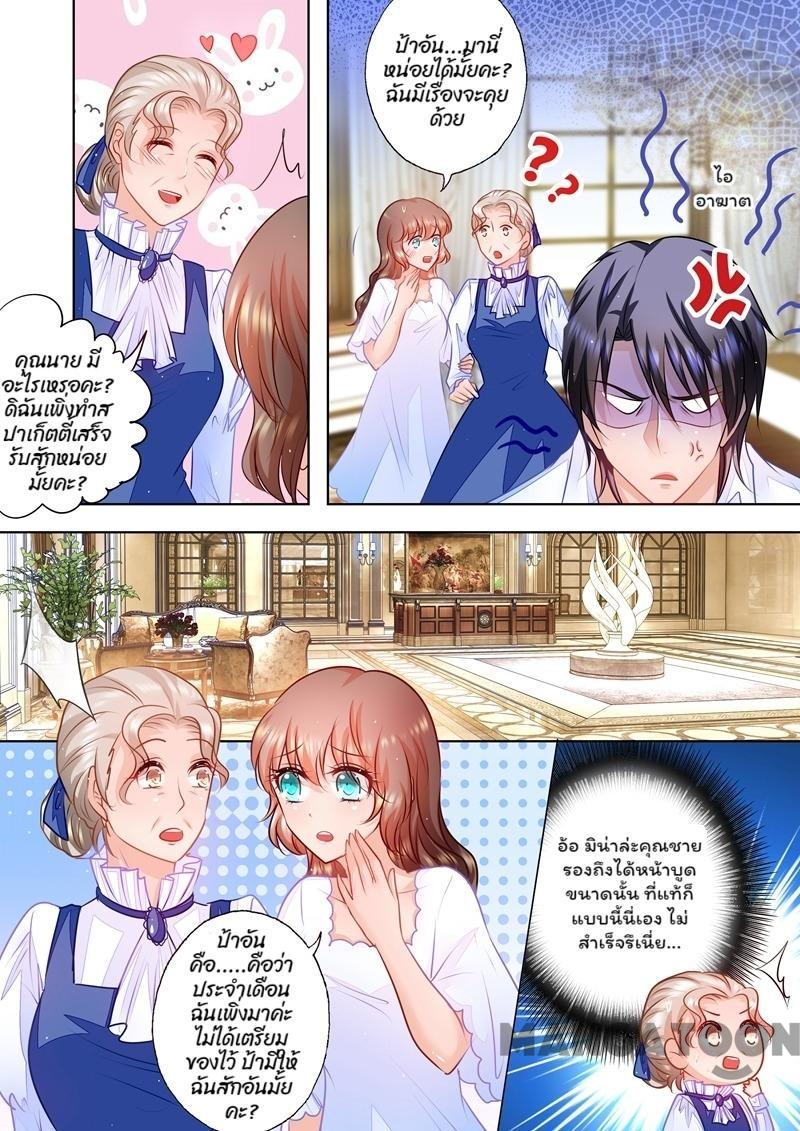 คุณนาย มี
อะไรเหรอคะ?
ดิฉันเพิ่งทำส
ปาเก็ตตี้เสร็จ
รับสักหน่อย
มั้ยคะ?
ป้าอัน...มานี่
หน่อยได้มั้ยคะ?
ฉันมีเรื่องจะคุย
ด้วย
ไอ
อาฆาต
ป้าอัน
คือ.....คือว่า
ประจำเดือน
ฉันเพิ่งมาค่ะ
ไม่ได้เตรียม
ของไว้ ป้ามีให้
ฉันสักอันมั้ย
คะ?
อ้อ มิน่าล่ะคุณชาย
รองถึงได้หน้าบูด
ขนาดนั้น ที่แท้ก็
แบบนี้นี่เอง ไม่
สำเร็จรึเนี่ย...
MANGATOON